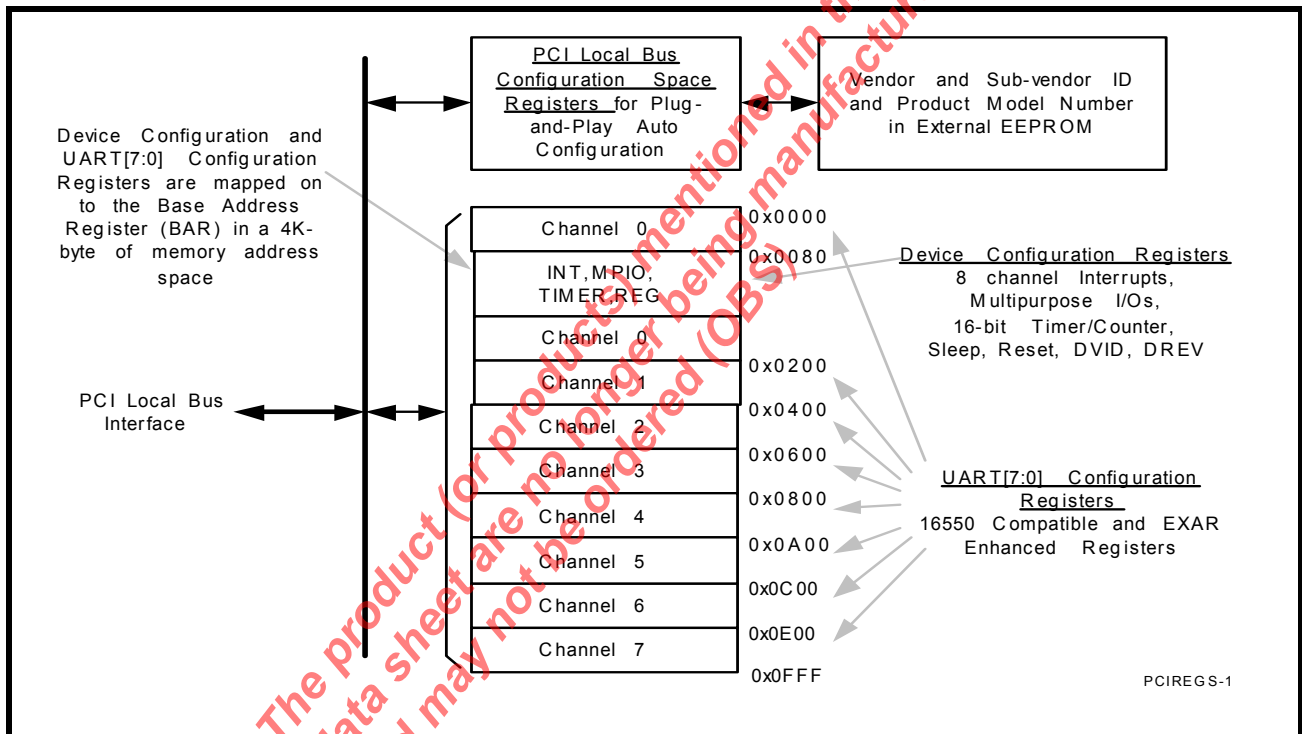 PCI Local Bus
Configuration Space
Registers for Plug-
and-Play Auto
Configuration
Vendor and Sub-vendor ID
and Product Model Number
in External EEPROM
Device Configuration and
UART[7:0] Configuration
Registers are mapped on
to the Base Address
Register (BAR) in a 4K-
byte of memory address
space
Channel 0
0x0000
0x0080
INT,MPIO,
TIMER,REG
Channel 0
Channel 1
0x0200
Channel 2
0x0400
Channel 3
0x0600
Channel 4
0x0800
Channel 5
0x0A00
Channel 6
0x0C00
Channel 7
0x0E00
0x0FFF
Device Configuration Registers
8 channel Interrupts,
Multipurpose I/Os,
16-bit Timer/Counter,
Sleep, Reset, DVID, DREV
PCI Local Bus
Interface
UART[7:0] Configuration
Registers
16550 Compatible and EXAR
Enhanced Registers
PCIREGS-1
The product (or products) mentioned in
data sheet are no longer being
may not be ordered (OBS)